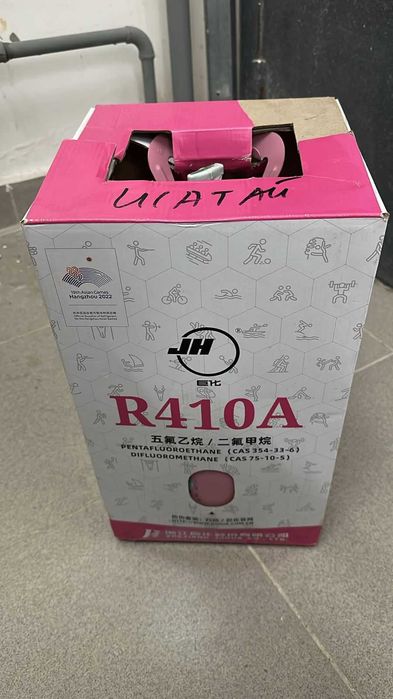 ИСАТАЙ
19th Asian Games
Hangzhou 2022
JH
®
巨化
R410A
五氟乙烷 / 二氟甲烷
PENTAFLUOROETHANE (CAS 354-33-6)
DIFLUOROMETHANE (CAS 75-10-5)